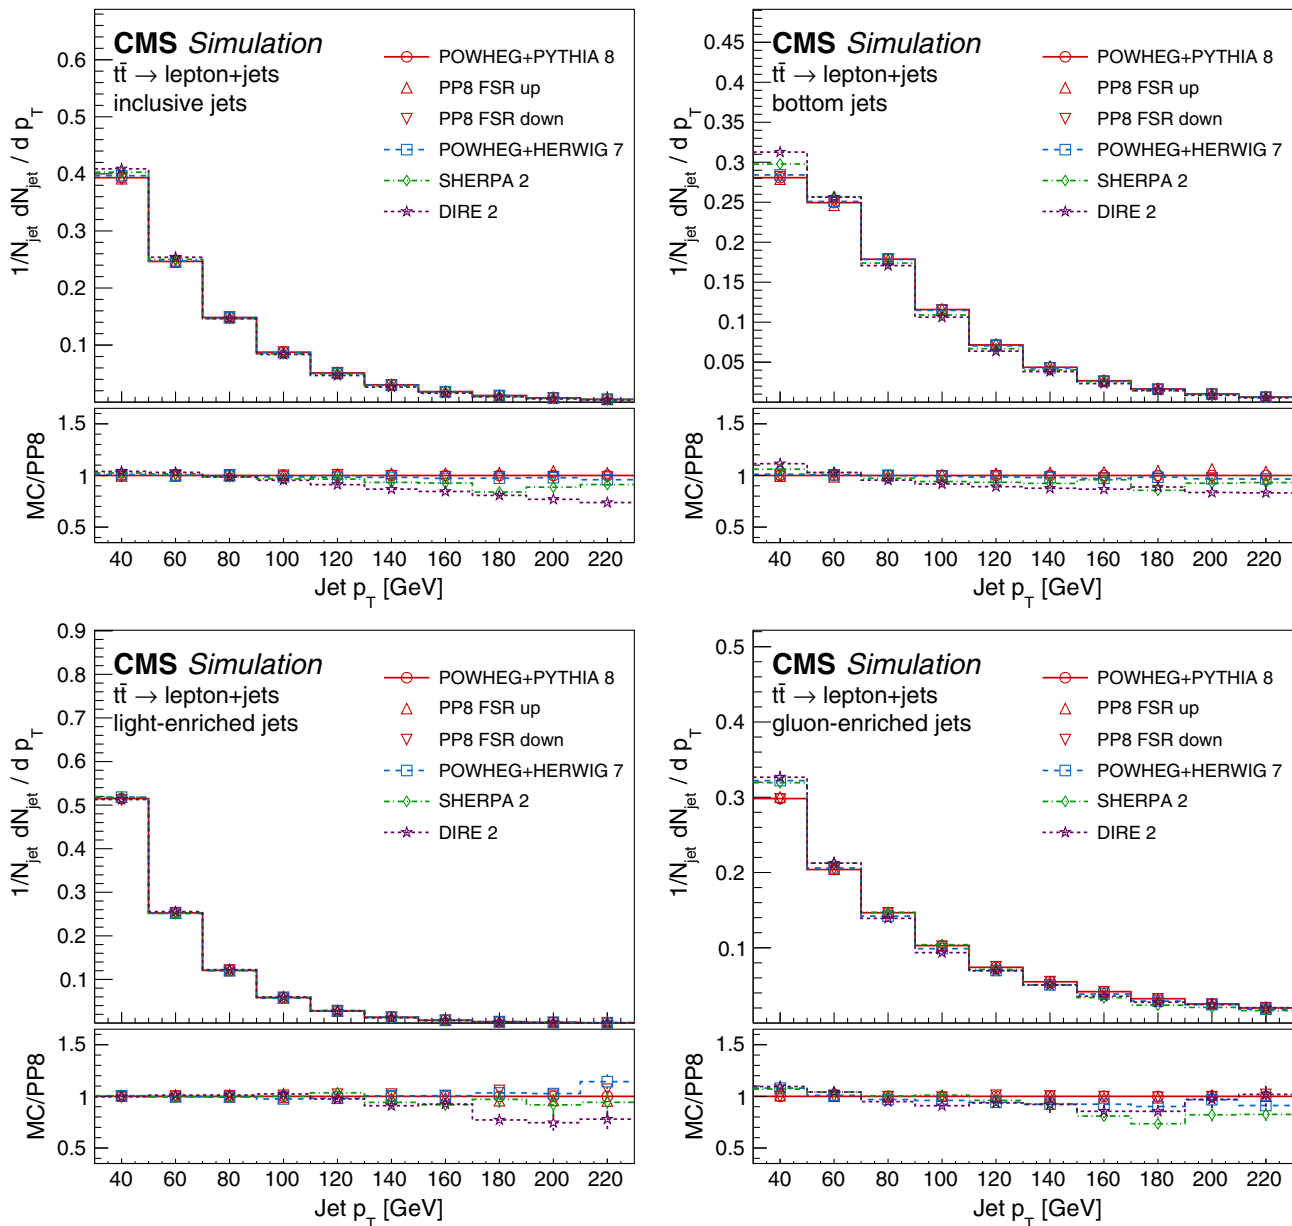 CMS Simulation
tt̄ → lepton+jets
inclusive jets
POWHEG+PYTHIA 8
PP8 FSR up
PP8 FSR down
POWHEG+HERWIG 7
SHERPA 2
DIRE 2
1/N_jet dN_jet / d p_T
0.6
0.5
0.4
0.3
0.2
0.1
MC/PP8
1.5
1
0.5
40 60 80 100 120 140 160 180 200 220
Jet p_T [GeV]
CMS Simulation
tt̄ → lepton+jets
bottom jets
POWHEG+PYTHIA 8
PP8 FSR up
PP8 FSR down
POWHEG+HERWIG 7
SHERPA 2
DIRE 2
1/N_jet dN_jet / d p_T
0.45
0.4
0.35
0.3
0.25
0.2
0.15
0.1
0.05
MC/PP8
1.5
1
0.5
40 60 80 100 120 140 160 180 200 220
Jet p_T [GeV]
CMS Simulation
tt̄ → lepton+jets
light-enriched jets
POWHEG+PYTHIA 8
PP8 FSR up
PP8 FSR down
POWHEG+HERWIG 7
SHERPA 2
DIRE 2
1/N_jet dN_jet / d p_T
0.9
0.8
0.7
0.6
0.5
0.4
0.3
0.2
0.1
MC/PP8
1.5
1
0.5
40 60 80 100 120 140 160 180 200 220
Jet p_T [GeV]
CMS Simulation
tt̄ → lepton+jets
gluon-enriched jets
POWHEG+PYTHIA 8
PP8 FSR up
PP8 FSR down
POWHEG+HERWIG 7
SHERPA 2
DIRE 2
1/N_jet dN_jet / d p_T
0.5
0.4
0.3
0.2
0.1
MC/PP8
1.5
1
0.5
40 60 80 100 120 140 160 180 200 220
Jet p_T [GeV]